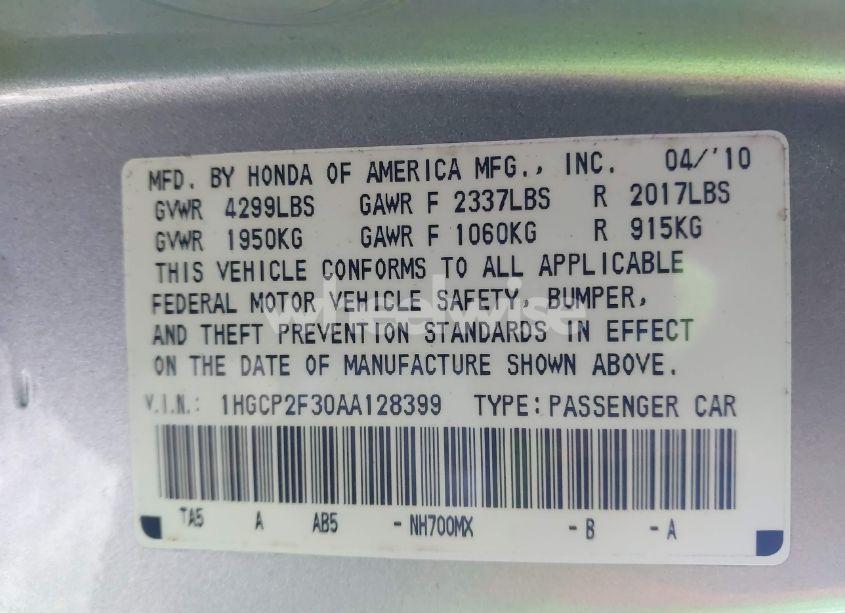 MFD. BY HONDA OF AMERICA MFG., INC. 04/'10
GVWR 4299LBS GAWR F 2337LBS R 2017LBS
GVWR 1950KG GAWR F 1060KG R 915KG
THIS VEHICLE CONFORMS TO ALL APPLICABLE
FEDERAL MOTOR VEHICLE SAFETY, BUMPER,
AND THEFT PREVENTION STANDARDS IN EFFECT
ON THE DATE OF MANUFACTURE SHOWN ABOVE.
V.I.N.: 1HGCP2F30AA128399 TYPE: PASSENGER CAR
TA5 A AB5 - NH700MX - B - A
wheelwise